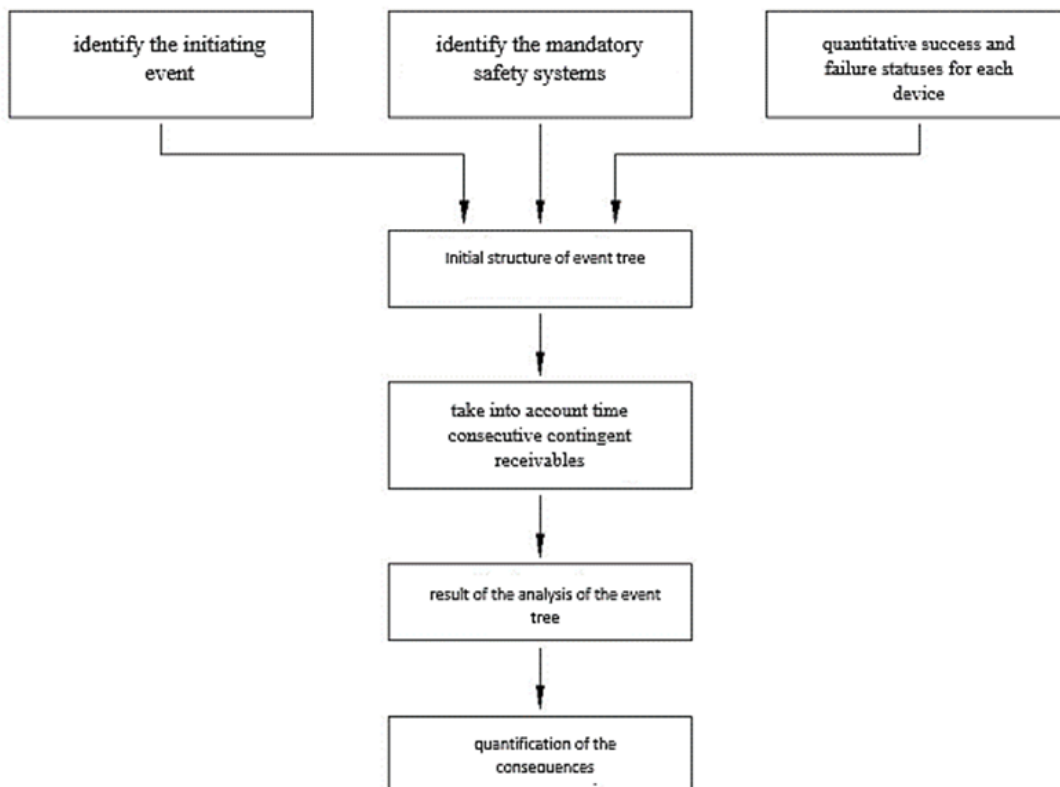 identify the initiating
event
identify the mandatory
safety systems
quantitative success and
failure statuses for each
device
Initial structure of event tree
take into account time
consecutive contingent
receivables
result of the analysis of the event
tree
quantification of the
consequences